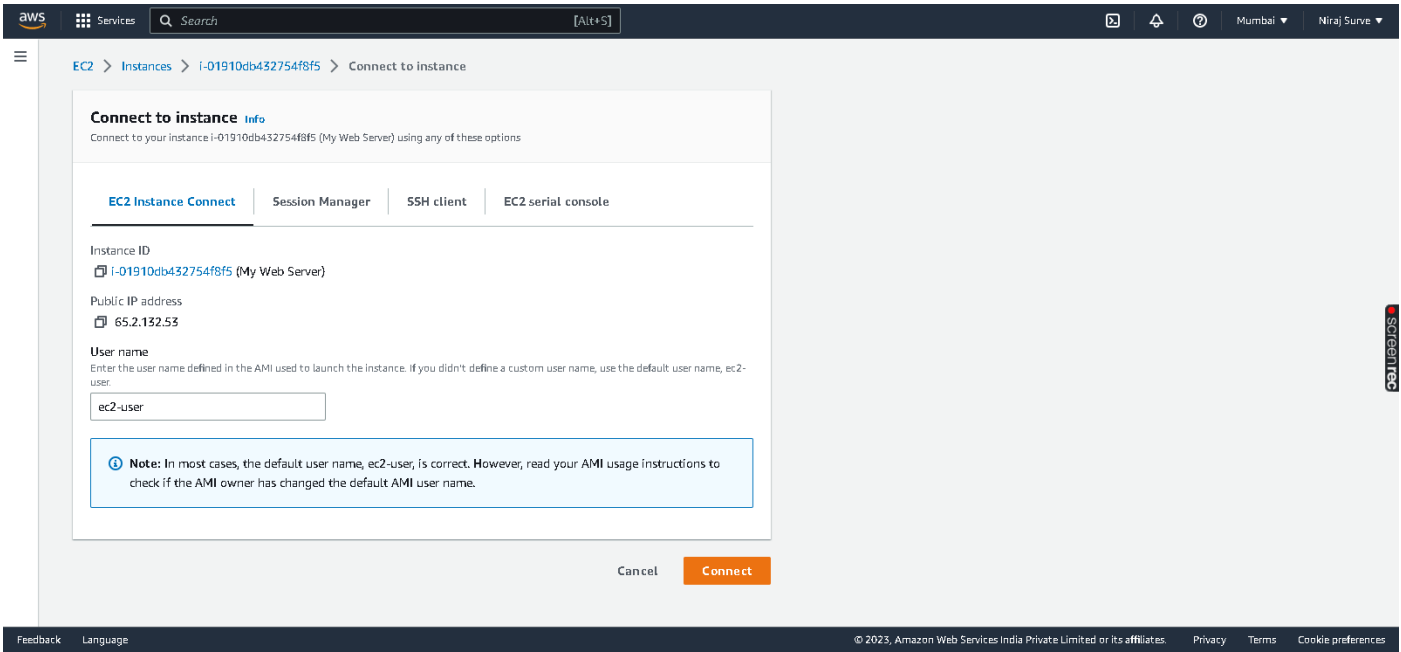 aws Services Search [Alt+S] Mumbai Niraj Surve
EC2 Instances i-01910db432754f8f5 Connect to instance
Connect to instance Info
Connect to your instance i-01910db432754f8f5 (My Web Server) using any of these options
EC2 Instance Connect Session Manager SSH client EC2 serial console
Instance ID
i-01910db432754f8f5 (My Web Server)
Public IP address
65.2.132.53
User name
Enter the user name defined in the AMI used to launch the instance. If you didn't define a custom user name, use the default user name, ec2-
user.
ec2-user
Note: In most cases, the default user name, ec2-user, is correct. However, read your AMI usage instructions to
check if the AMI owner has changed the default AMI user name.
Cancel Connect
screenrec
Feedback Language © 2023, Amazon Web Services India Private Limited or its affiliates. Privacy Terms Cookie preferences